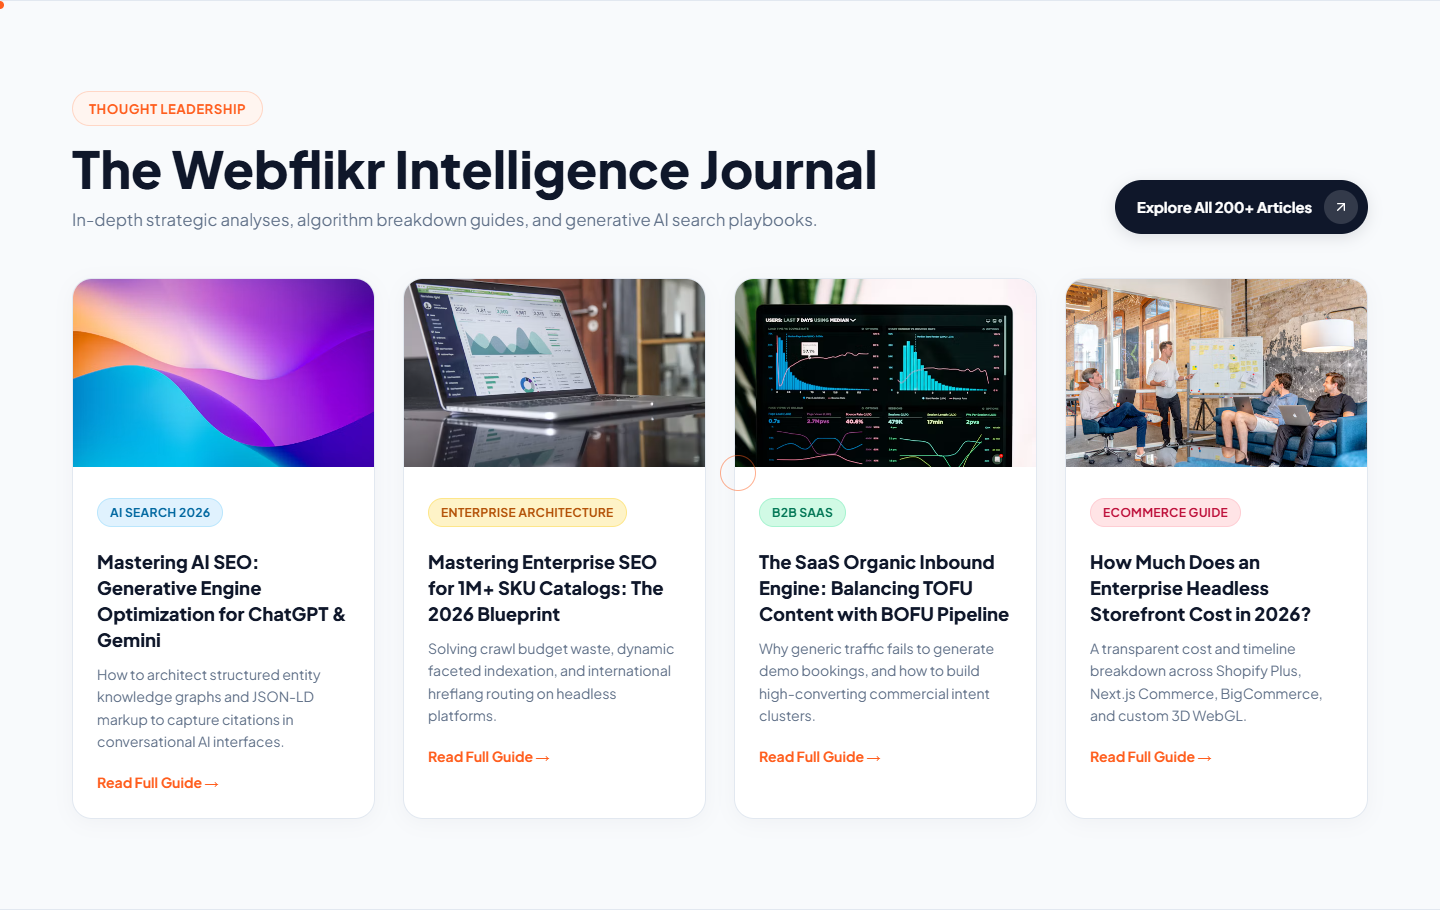 THOUGHT LEADERSHIP
The Webflikr Intelligence Journal
In-depth strategic analyses, algorithm breakdown guides, and generative AI search playbooks.
Explore All 200+ Articles
USERS: LAST 7 DAYS USING MEDIAN
AI SEARCH 2026
Mastering AI SEO:
Generative Engine
Optimization for ChatGPT &
Gemini
How to architect structured entity
knowledge graphs and JSON-LD
markup to capture citations in
conversational AI interfaces.
Read Full Guide →
ENTERPRISE ARCHITECTURE
Mastering Enterprise SEO
for 1M+ SKU Catalogs: The
2026 Blueprint
Solving crawl budget waste, dynamic
faceted indexation, and international
hreflang routing on headless
platforms.
Read Full Guide →
B2B SAAS
The SaaS Organic Inbound
Engine: Balancing TOFU
Content with BOFU Pipeline
Why generic traffic fails to generate
demo bookings, and how to build
high-converting commercial intent
clusters.
Read Full Guide →
ECOMMERCE GUIDE
How Much Does an
Enterprise Headless
Storefront Cost in 2026?
A transparent cost and timeline
breakdown across Shopify Plus,
Next.js Commerce, BigCommerce,
and custom 3D WebGL.
Read Full Guide →